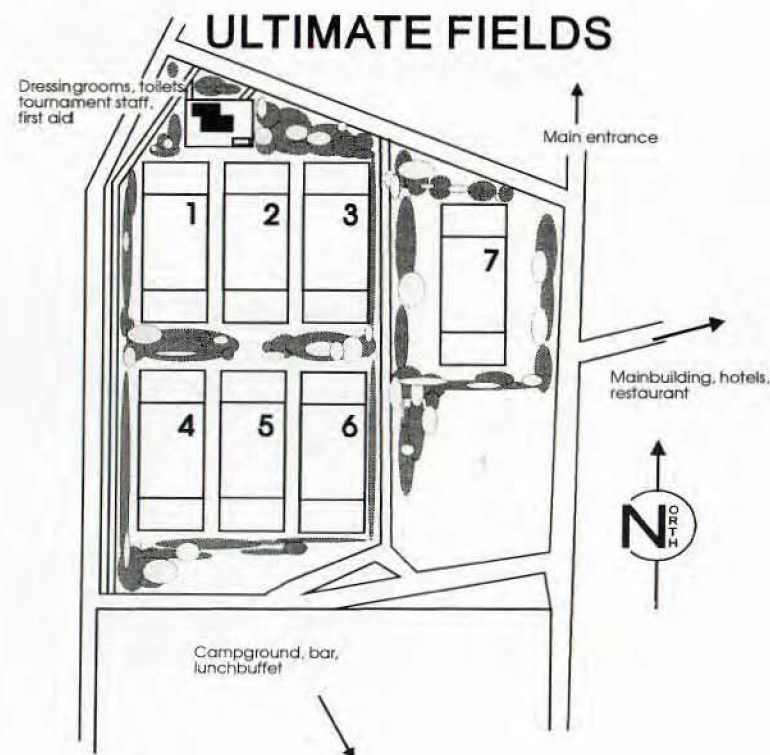 ULTIMATE FIELDS
Dressingrooms, toilets,
tournament staff,
first aid
Main entrance
1
2
3
7
Mainbuilding, hotels,
restaurant
4
5
6
NORTH
Campground, bar,
lunchbuffet